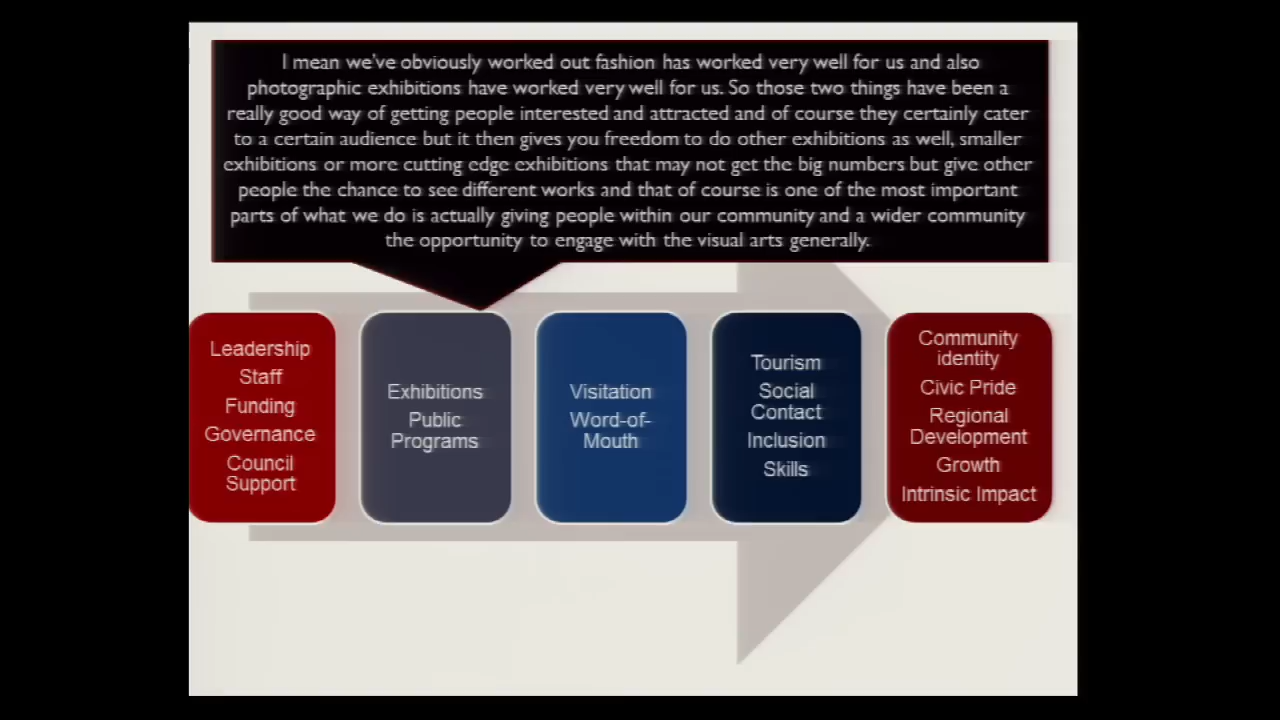 I mean we've obviously worked out fashion has worked very well for us and also
photographic exhibitions have worked very well for us. So those two things have been a
really good way of getting people interested and attracted and of course they certainly cater
to a certain audience but it then gives you freedom to do other exhibitions as well, smaller
exhibitions or more cutting edge exhibitions that may not get the big numbers but give other
people the chance to see different works and that of course is one of the most important
parts of what we do is actually giving people within our community and a wider community
the opportunity to engage with the visual arts generally.
Leadership
Staff
Funding
Governance
Council
Support
Exhibitions
Public
Programs
Visitation
Word-of-
Mouth
Tourism
Social
Contact
Inclusion
Skills
Community
identity
Civic Pride
Regional
Development
Growth
Intrinsic Impact